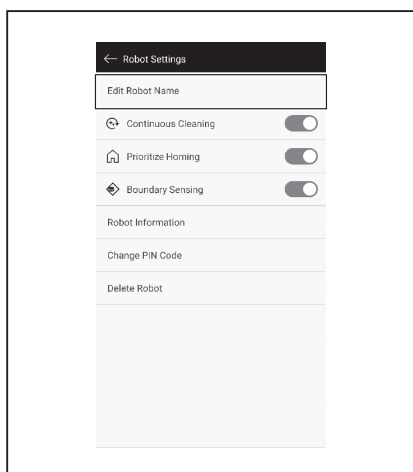 Robot Settings
Edit Robot Name
Continuous Cleaning
Prioritize Homing
Boundary Sensing
Robot Information
Change PIN Code
Delete Robot